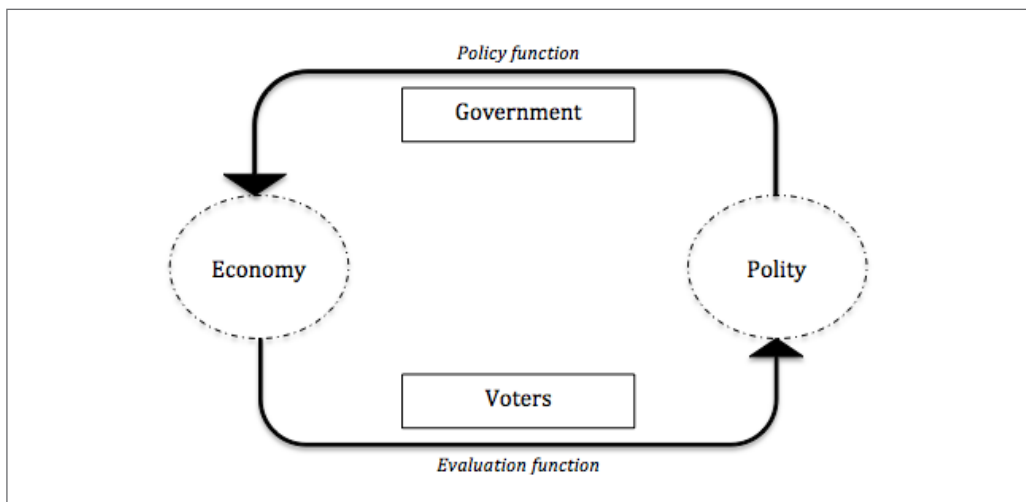 Policy function
Government
Economy
Polity
Voters
Evaluation function